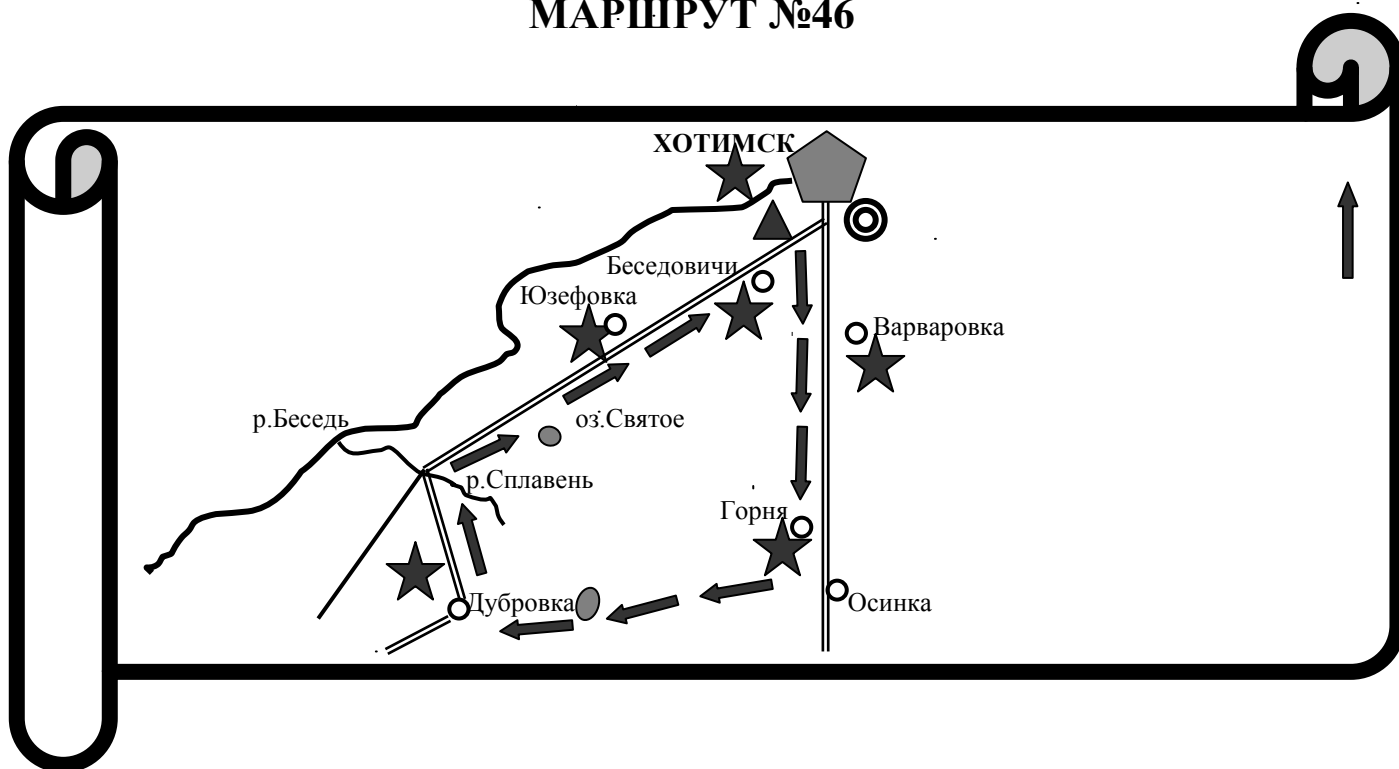 МАРШРУТ №46
ХОТИМСК
Беседовичи
Юзефовка
Варваровка
р.Беседь
оз.Святое
р.Сплавень
Горня
Дубровка
Осинка